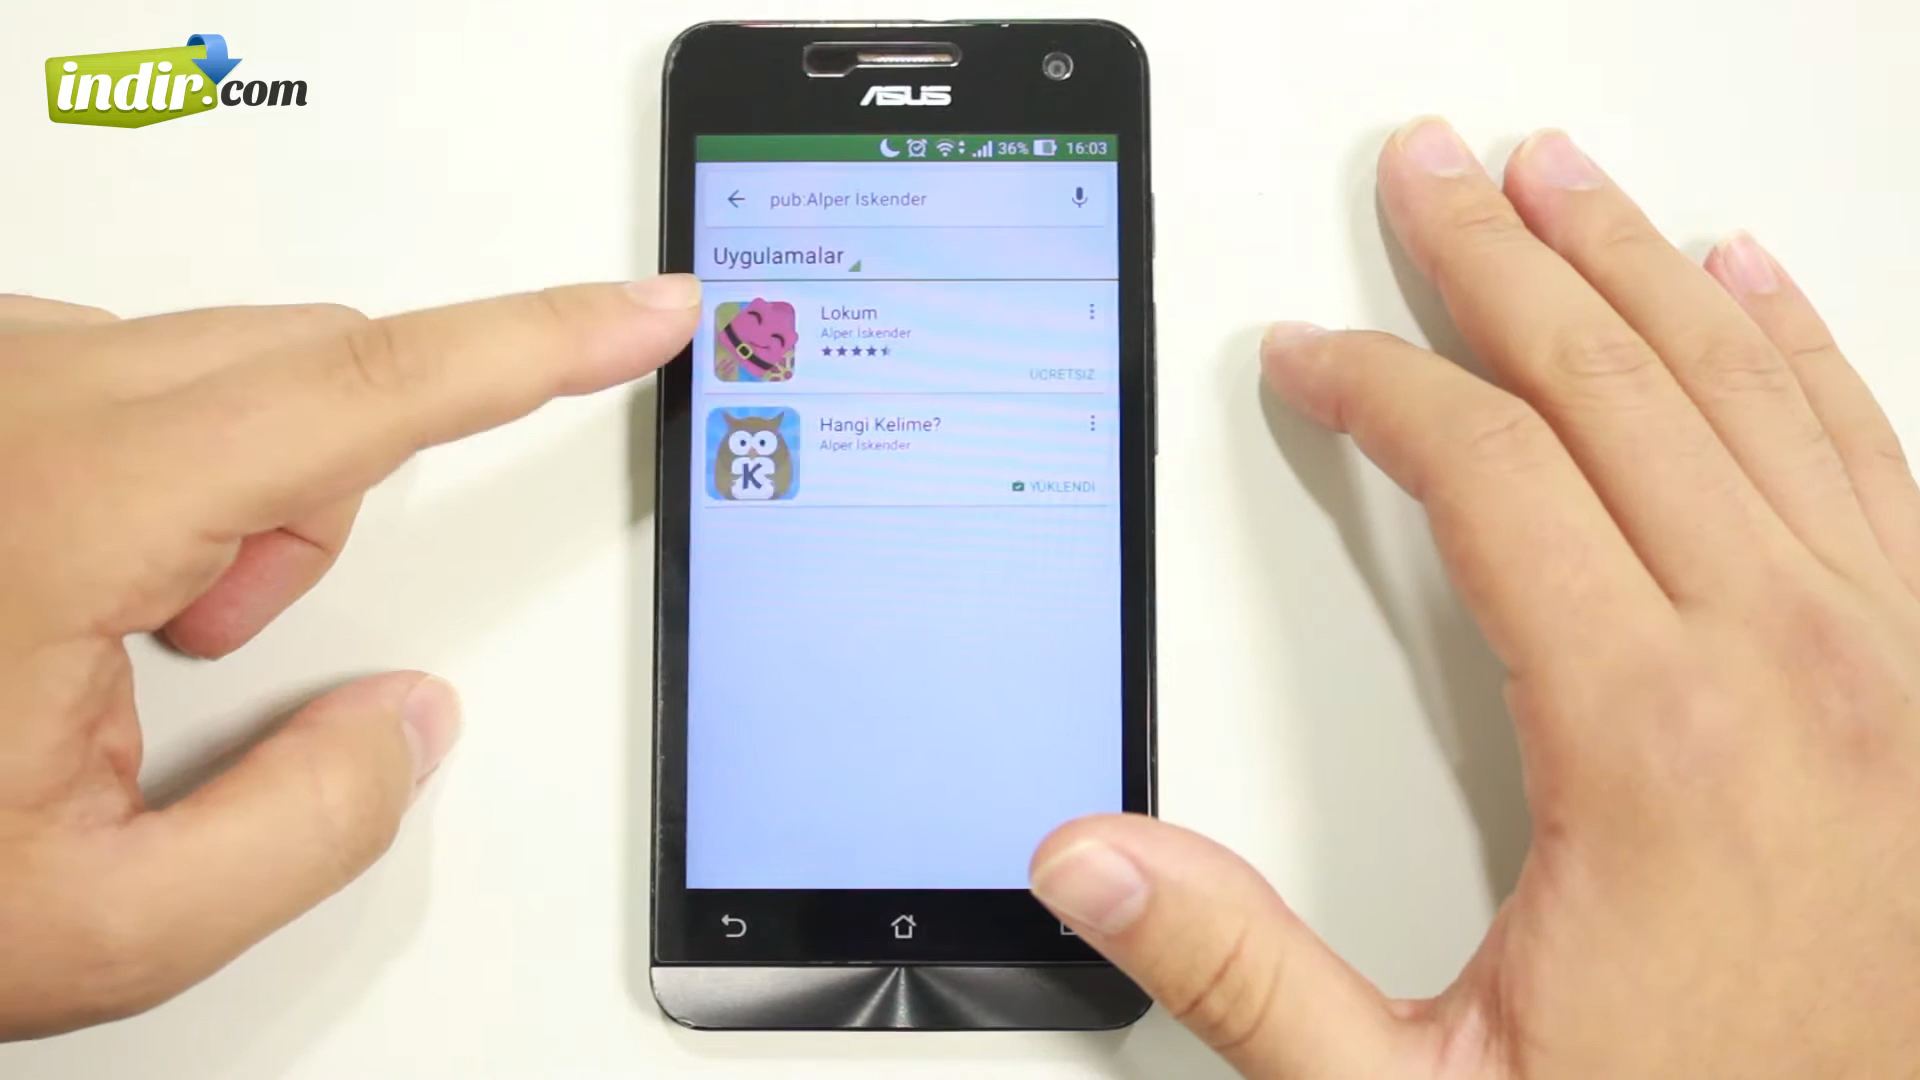 indir.com
ASUS
36% 16:03
pub:Alper İskender
Uygulamalar
Lokum
Alper İskender
ÜCRETSİZ
Hangi Kelime?
Alper İskender
K
YÜKLENDİ